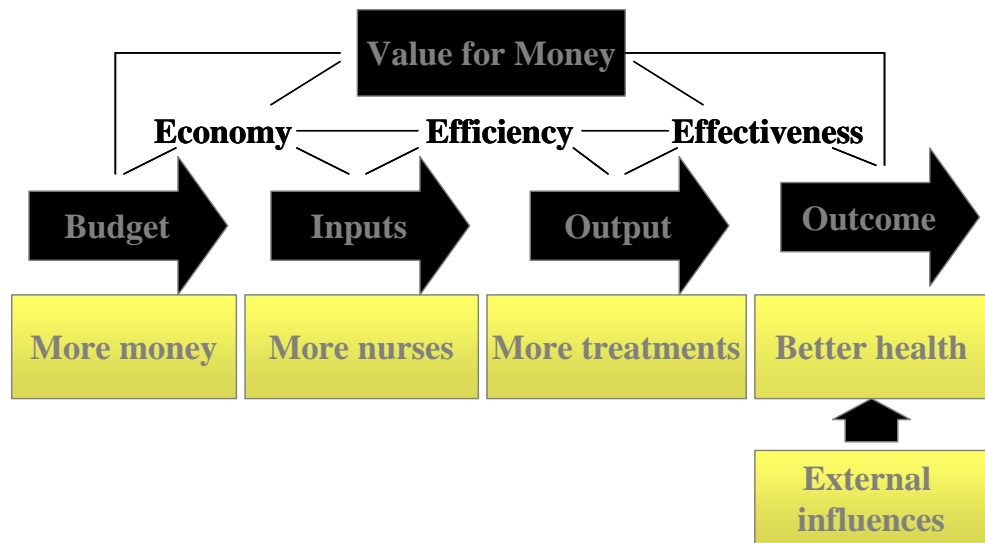 Value for Money
Economy Efficiency Effectiveness
Budget Inputs Output Outcome
More money More nurses More treatments Better health
External
influences